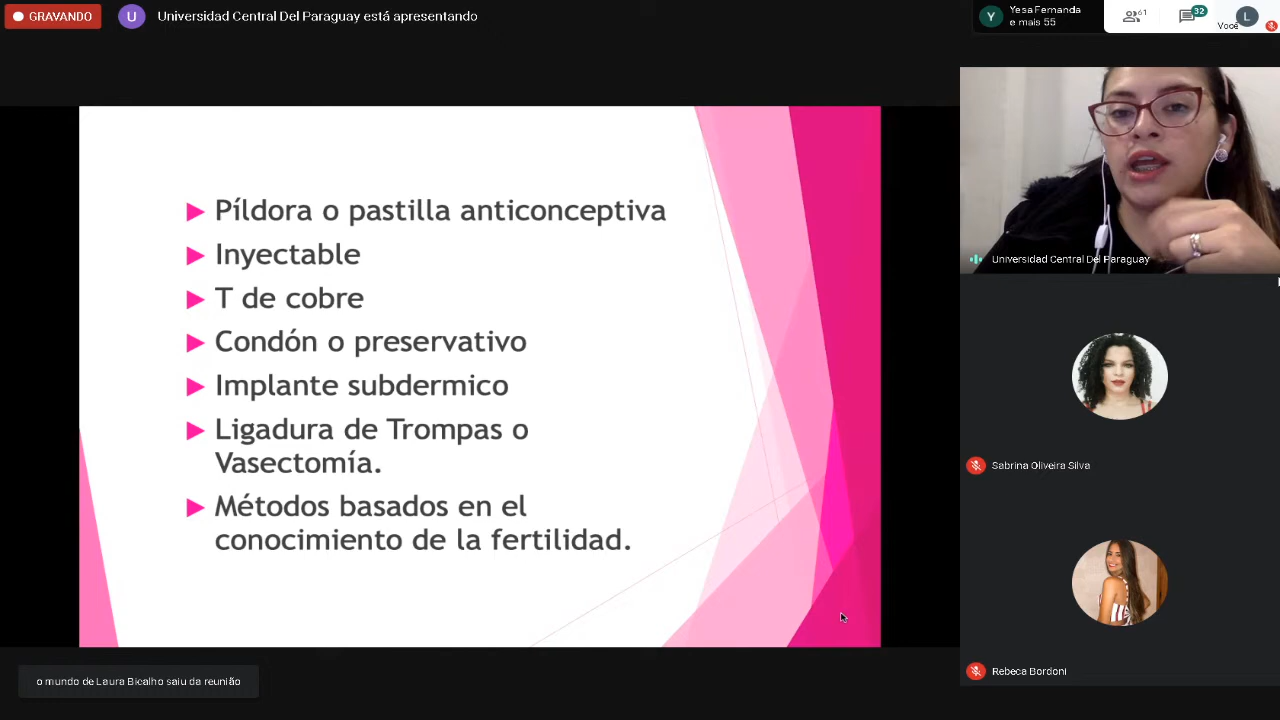 GRAVANDO
U
Universidad Central Del Paraguay está apresentando
Y
Yesa Fernanda
e mais 55
61
32
Você
L
► Píldora o pastilla anticonceptiva
► Inyectable
► T de cobre
► Condón o preservativo
► Implante subdermico
► Ligadura de Trompas o
Vasectomía.
► Métodos basados en el
conocimiento de la fertilidad.
Universidad Central Del Paraguay
Sabrina Oliveira Silva
Rebeca Bordoni
o mundo de Laura Bicalho saiu da reunião